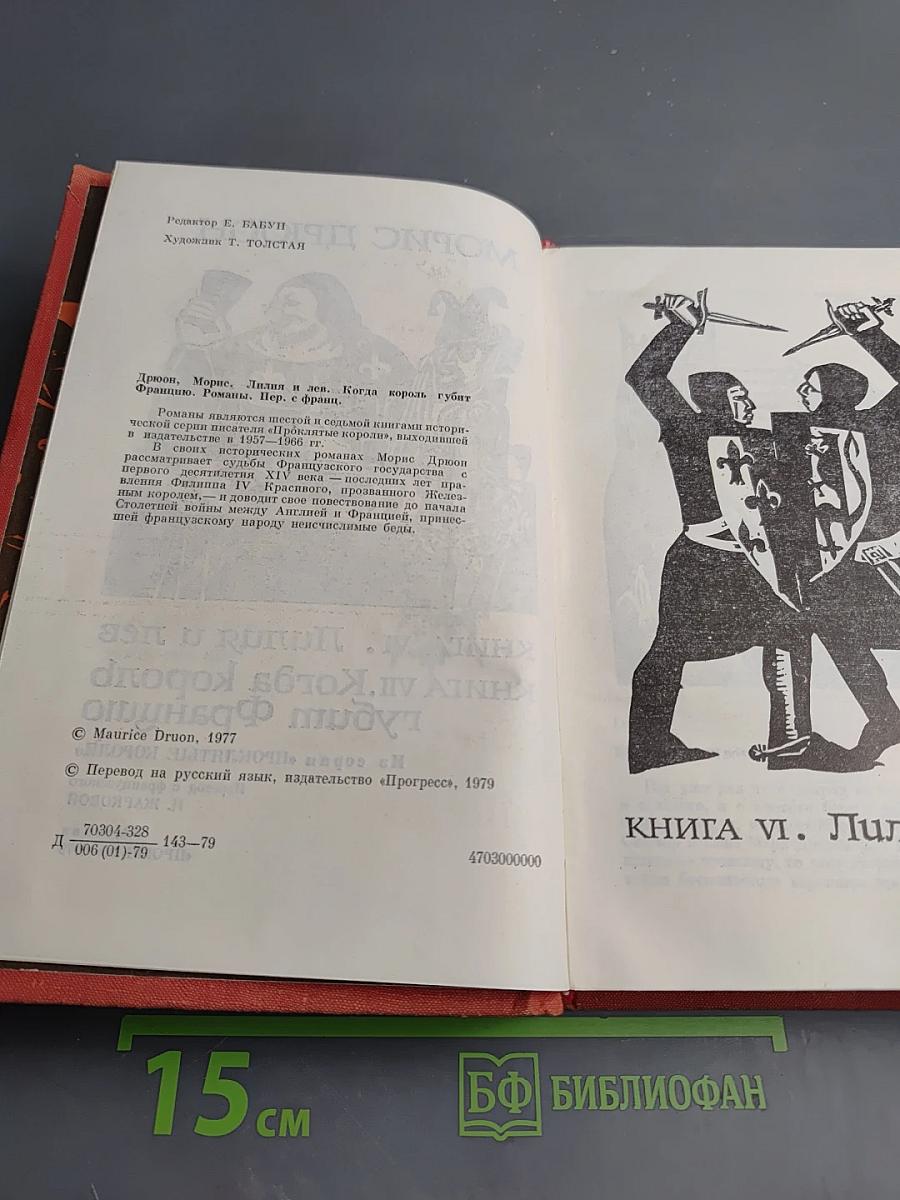 Редактор Е. БАБУН
Художник Т. ТОЛСТАЯ
Дрюон, Морис. Лилия и лев. Когда король губит
Францию. Романы. Пер. с франц.
Романы являются шестой и седьмой книгами истори-
ческой серии писателя «Проклятые короли», выходившей
в издательстве в 1957—1966 гг.
В своих исторических романах Морис Дрюон
рассматривает судьбы Французского государства с
первого десятилетия XIV века — последних лет пра-
вления Филиппа IV Красивого, прозванного Желез-
ным королем,— и доводит свое повествование до начала
Столетней войны между Англией и Францией, принес-
шей французскому народу неисчислимые беды.
© Maurice Druon, 1977
© Перевод на русский язык, издательство «Прогресс», 1979
Д 70304-328
006 (01)-79 143—79
4703000000
КНИГА VI. Лил
15 см
БФ БИБЛИОФАН